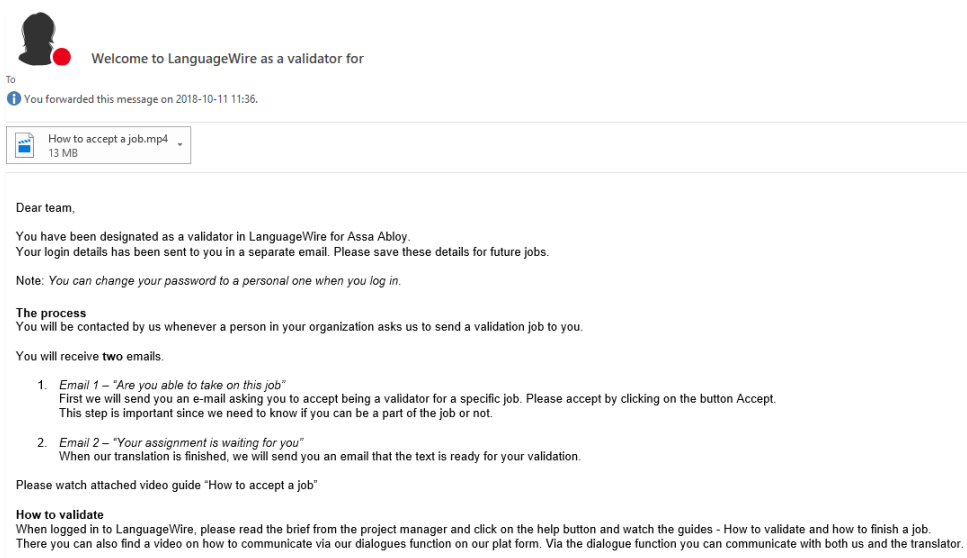 Welcome to LanguageWire as a validator for
To
You forwarded this message on 2018-10-11 11:36.
How to accept a job.mp4
13 MB
Dear team,
You have been designated as a validator in LanguageWire for Assa Abloy.
Your login details has been sent to you in a separate email. Please save these details for future jobs.
Note: You can change your password to a personal one when you log in.
The process
You will be contacted by us whenever a person in your organization asks us to send a validation job to you.
You will receive two emails.
1. Email 1 – “Are you able to take on this job”
First we will send you an e-mail asking you to accept being a validator for a specific job. Please accept by clicking on the button Accept.
This step is important since we need to know if you can be a part of the job or not.
2. Email 2 – “Your assignment is waiting for you”
When our translation is finished, we will send you an email that the text is ready for your validation.
Please watch attached video guide “How to accept a job”
How to validate
When logged in to LanguageWire, please read the brief from the project manager and click on the help button and watch the guides - How to validate and how to finish a job.
There you can also find a video on how to communicate via our dialogues function on our plat form. Via the dialogue function you can communicate with both us and the translator.